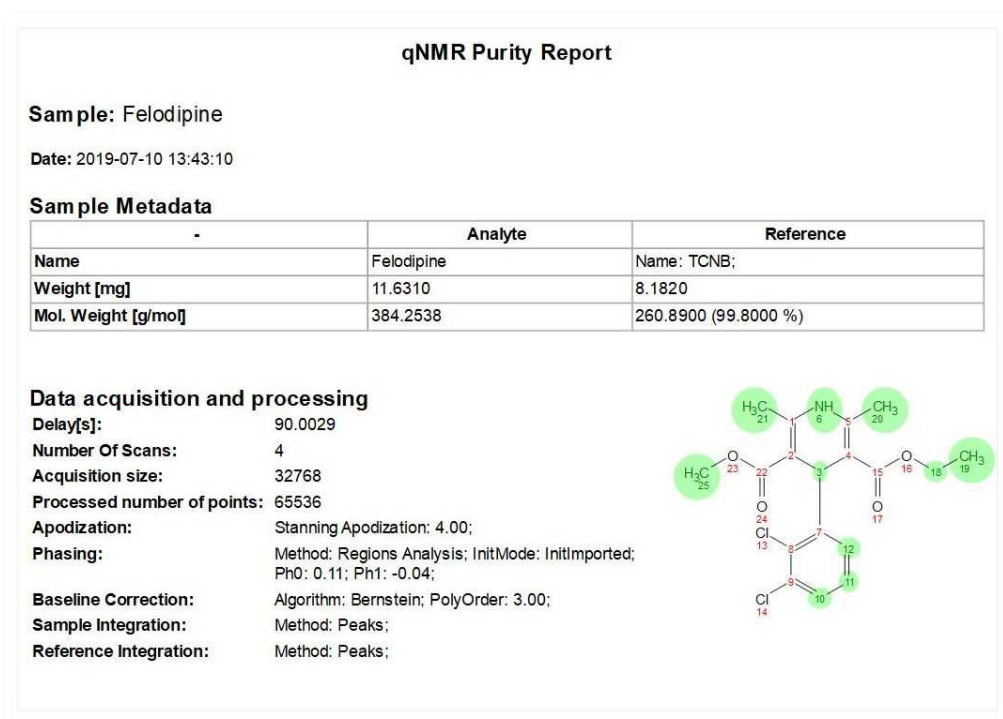 qNMR Purity Report
Sample: Felodipine
Date: 2019-07-10 13:43:10
Sample Metadata
- Analyte Reference
Name Felodipine Name: TCNB;
Weight [mg] 11.6310 8.1820
Mol. Weight [g/mol] 384.2538 260.8900 (99.8000 %)
Data acquisition and processing
Delay[s]: 90.0029
Number Of Scans: 4
Acquisition size: 32768
Processed number of points: 65536
Apodization: Stanning Apodization: 4.00;
Phasing: Method: Regions Analysis; InitMode: InitImported;
Ph0: 0.11; Ph1: -0.04;
Baseline Correction: Algorithm: Bernstein; PolyOrder: 3.00;
Sample Integration: Method: Peaks;
Reference Integration: Method: Peaks;
H3C NH CH3
21 1 6 5 20
O O CH3
23 22 2 3 4 15 16 18 19
H3C
25
O O
24 17
Cl 7
13 8 12
9 11
Cl 10
14